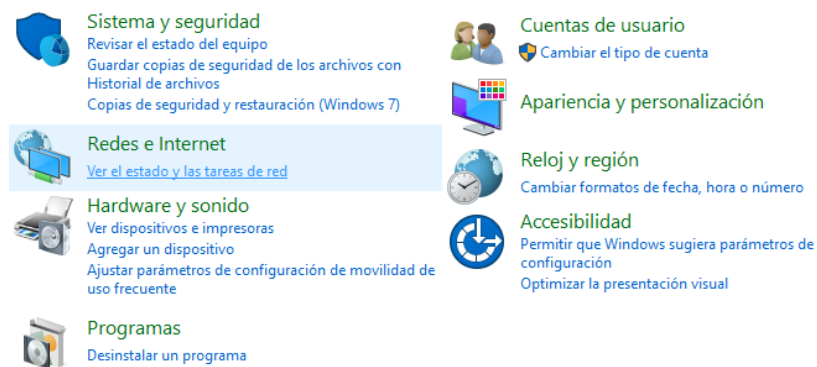 Sistema y seguridad
Revisar el estado del equipo
Guardar copias de seguridad de los archivos con
Historial de archivos
Copias de seguridad y restauración (Windows 7)
Redes e Internet
Ver el estado y las tareas de red
Hardware y sonido
Ver dispositivos e impresoras
Agregar un dispositivo
Ajustar parámetros de configuración de movilidad de
uso frecuente
Programas
Desinstalar un programa
Cuentas de usuario
Cambiar el tipo de cuenta
Apariencia y personalización
Reloj y región
Cambiar formatos de fecha, hora o número
Accesibilidad
Permitir que Windows sugiera parámetros de
configuración
Optimizar la presentación visual